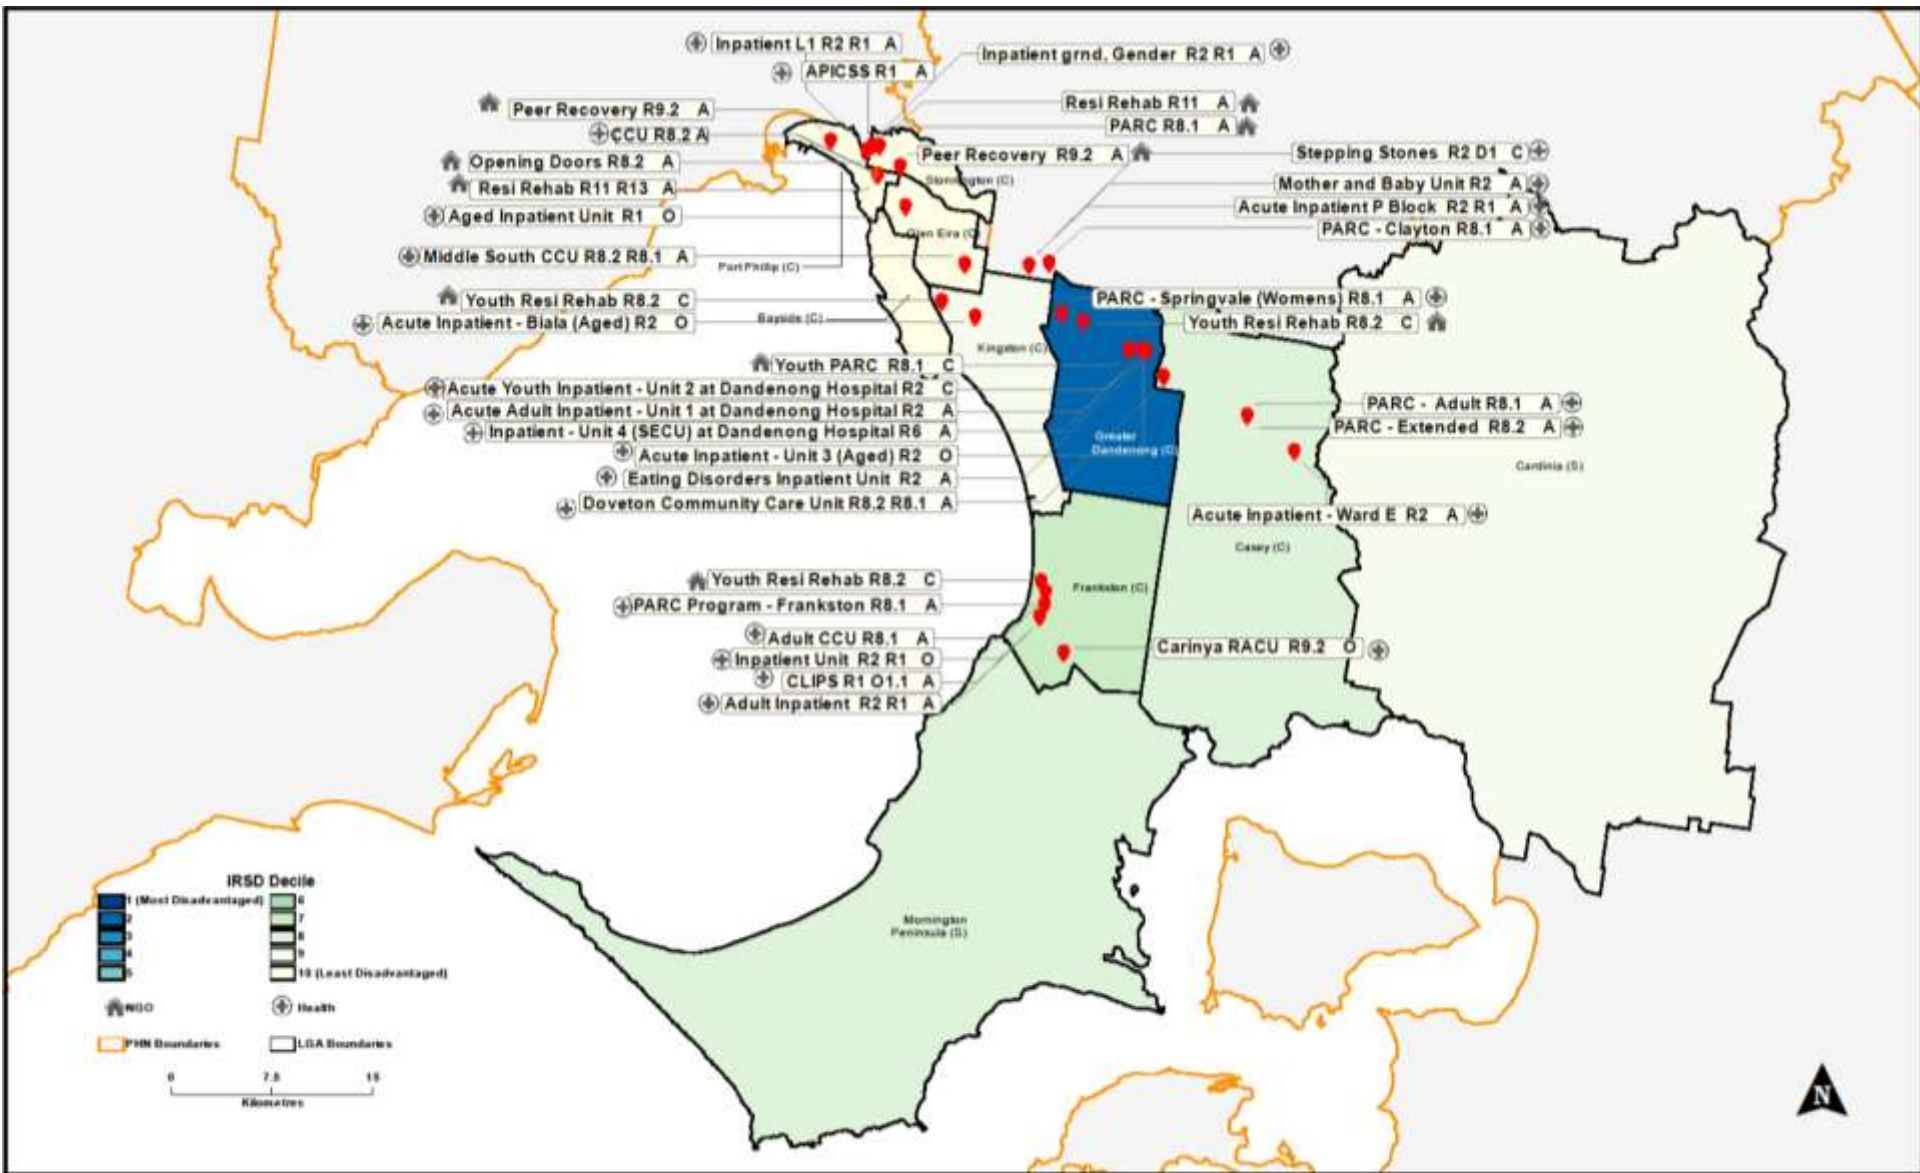 Inpatient L1 R2 R1 A
Inpatient grnd. Gender R2 R1 A
APICSS R1 A
Peer Recovery R9.2 A
Resi Rehab R11 A
CCU R8.2 A
PARC R8.1 A
Opening Doors R8.2 A
Peer Recovery R9.2 A
Stepping Stones R2 D1 C
Resi Rehab R11 R13 A
Stonnington (C)
Mother and Baby Unit R2 A
Aged Inpatient Unit R1 O
Acute Inpatient P Block R2 R1 A
Glen Eira (C)
PARC - Clayton R8.1 A
Middle South CCU R8.2 R8.1 A
Port Phillip (C)
Youth Resi Rehab R8.2 C
PARC - Springvale (Womens) R8.1 A
Acute Inpatient - Biala (Aged) R2 O
Bayside (C)
Youth Resi Rehab R8.2 C
Kingston (C)
Youth PARC R8.1 C
Acute Youth Inpatient - Unit 2 at Dandenong Hospital R2 C
Acute Adult Inpatient - Unit 1 at Dandenong Hospital R2 A
PARC - Adult R8.1 A
Inpatient - Unit 4 (SECU) at Dandenong Hospital R6 A
PARC - Extended R8.2 A
Greater
Dandenong (C)
Acute Inpatient - Unit 3 (Aged) R2 O
Cardinia (S)
Eating Disorders Inpatient Unit R2 A
Doveton Community Care Unit R8.2 R8.1 A
Acute Inpatient - Ward E R2 A
Casey (C)
Youth Resi Rehab R8.2 C
Frankston (C)
PARC Program - Frankston R8.1 A
Adult CCU R8.1 A
Carinya RACU R9.2 O
Inpatient Unit R2 R1 O
CLIPS R1 O1.1 A
Adult Inpatient R2 R1 A
Mornington
Peninsula (S)
IRSD Decile
1 (Most Disadvantaged)
2
3
4
5
6
7
8
9
10 (Least Disadvantaged)
NGO
Health
PHN Boundaries
LGA Boundaries
0 7.5 15
Kilometres
N